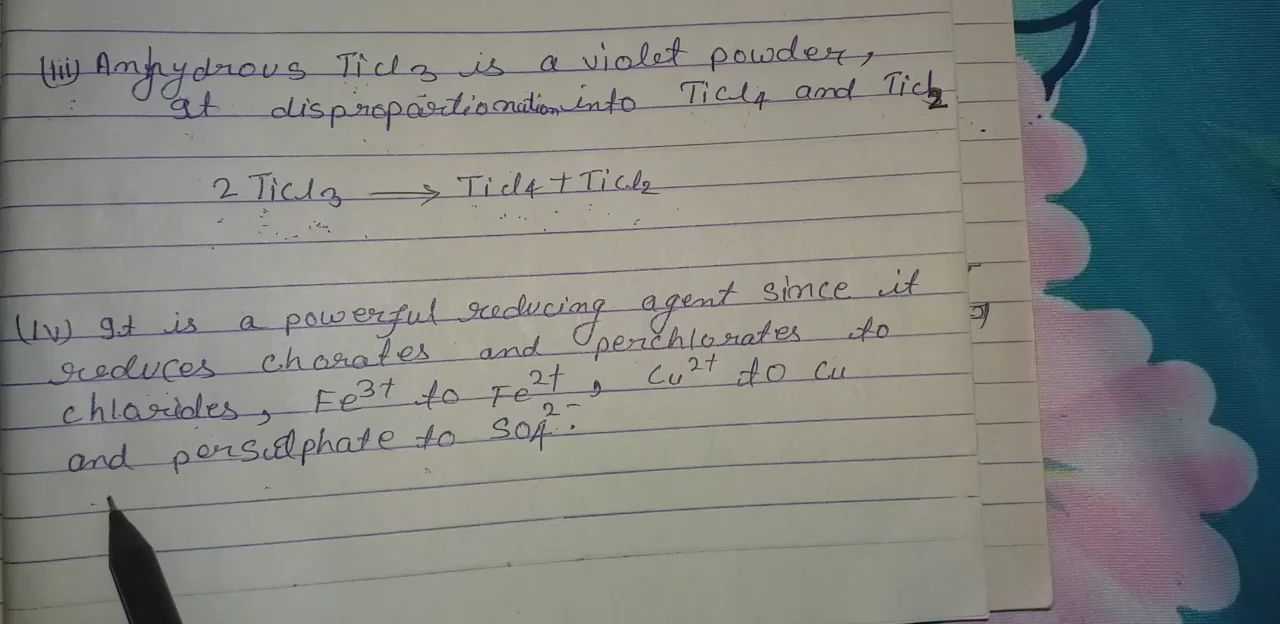 (iii) Anhydrous TiCl3 is a violet powder,
It disproportionation into TiCl4 and TiCl2
2 TiCl3 ⟶ TiCl4 + TiCl2
(iv) It is a powerful reducing agent since it
reduces chorates and perchlorates to
chlorides, Fe3+ to Fe2+, Cu2+ to Cu
and persulphate to SO4 2-.